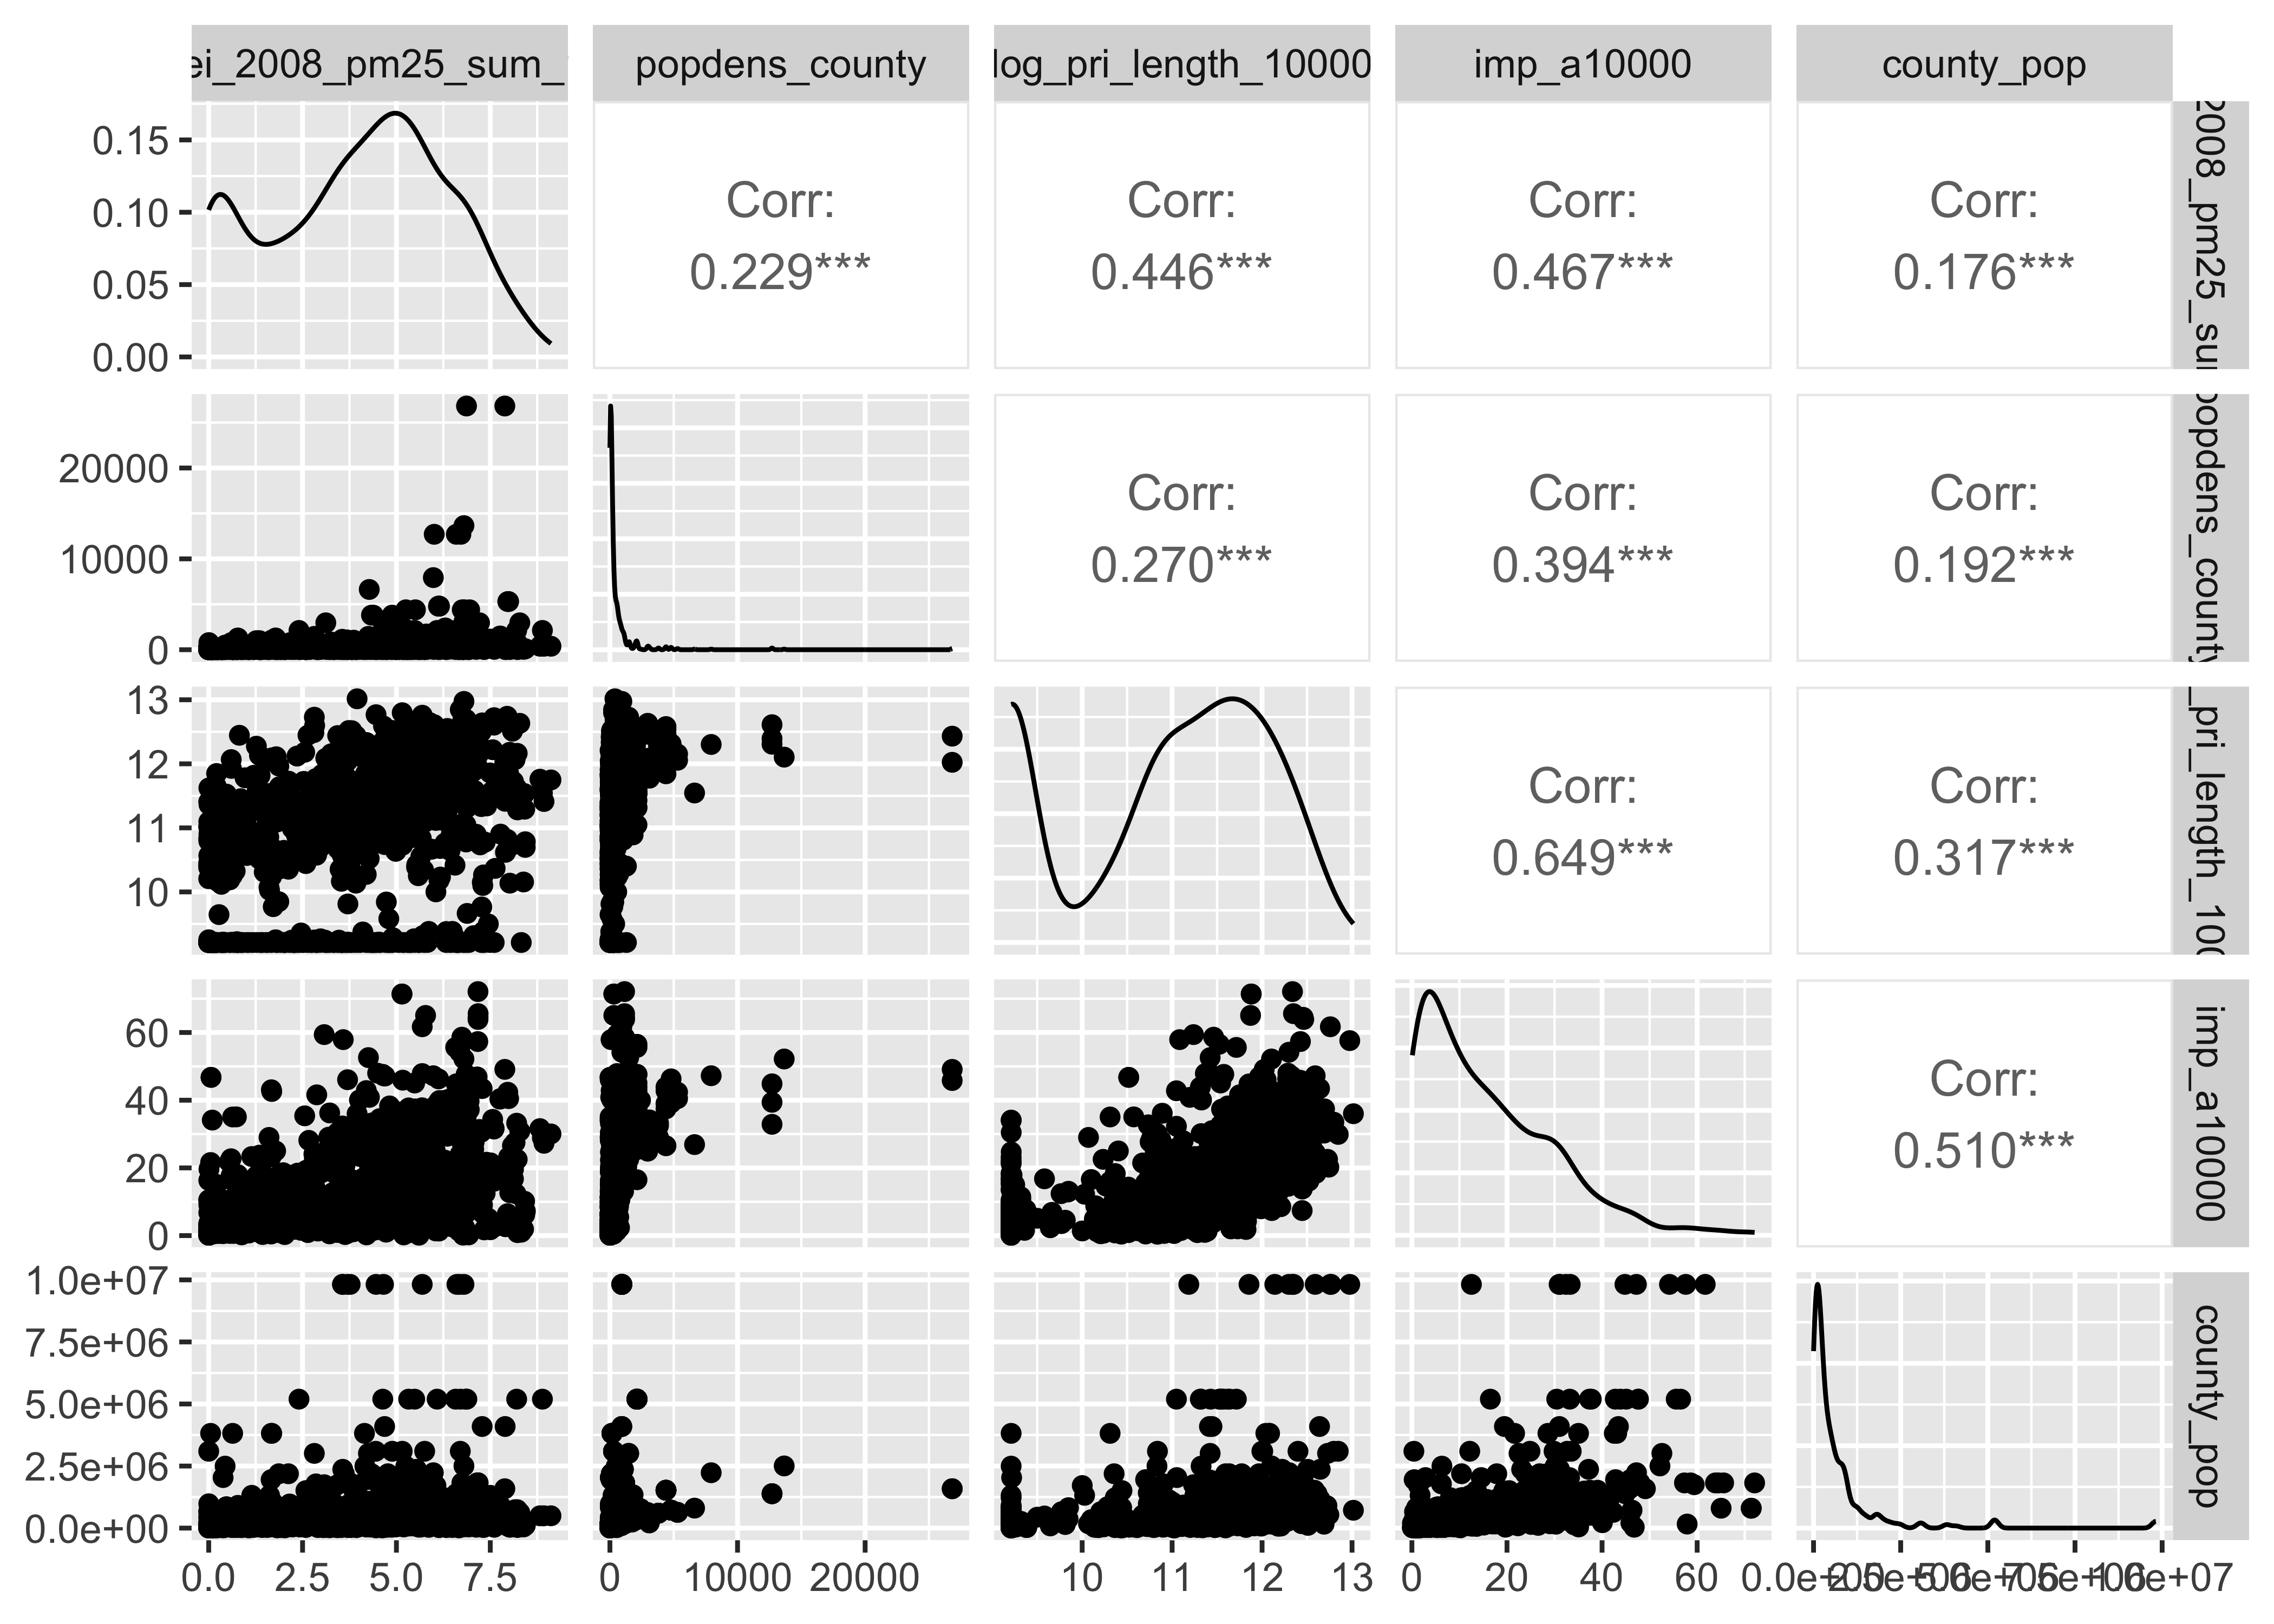 ei_2008_pm25_sum_
popdens_county
log_pri_length_10000
imp_a10000
county_pop
0.15
0.10
0.05
0.00
Corr:
0.229***
Corr:
0.446***
Corr:
0.467***
Corr:
0.176***
2008_pm25_su
20000
10000
0
Corr:
0.270***
Corr:
0.394***
Corr:
0.192***
popdens_county
13
12
11
10
Corr:
0.649***
Corr:
0.317***
_pri_length_100
60
40
20
0
Corr:
0.510***
imp_a10000
1.0e+07
7.5e+06
5.0e+06
2.5e+06
0.0e+00
county_pop
0.0 2.5 5.0 7.5
0 10000 20000
10 11 12 13
0 20 40 60
0.0e+00 2.5e+06 5.0e+06 7.5e+06 1.0e+07